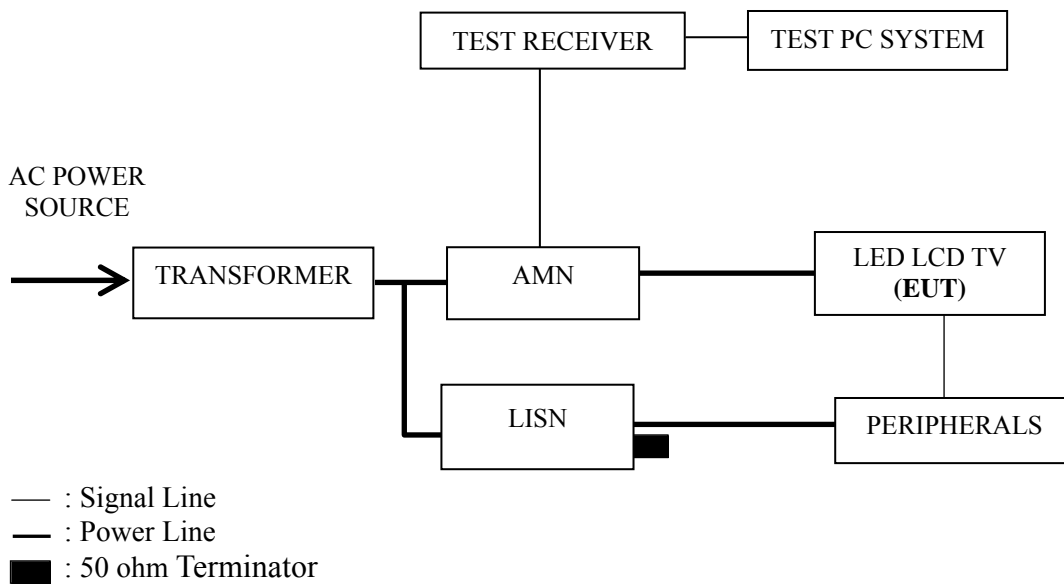 TEST RECEIVER
TEST PC SYSTEM
AC POWER
SOURCE
TRANSFORMER
AMN
LED LCD TV
(EUT)
LISN
PERIPHERALS
: Signal Line
: Power Line
: 50 ohm Terminator